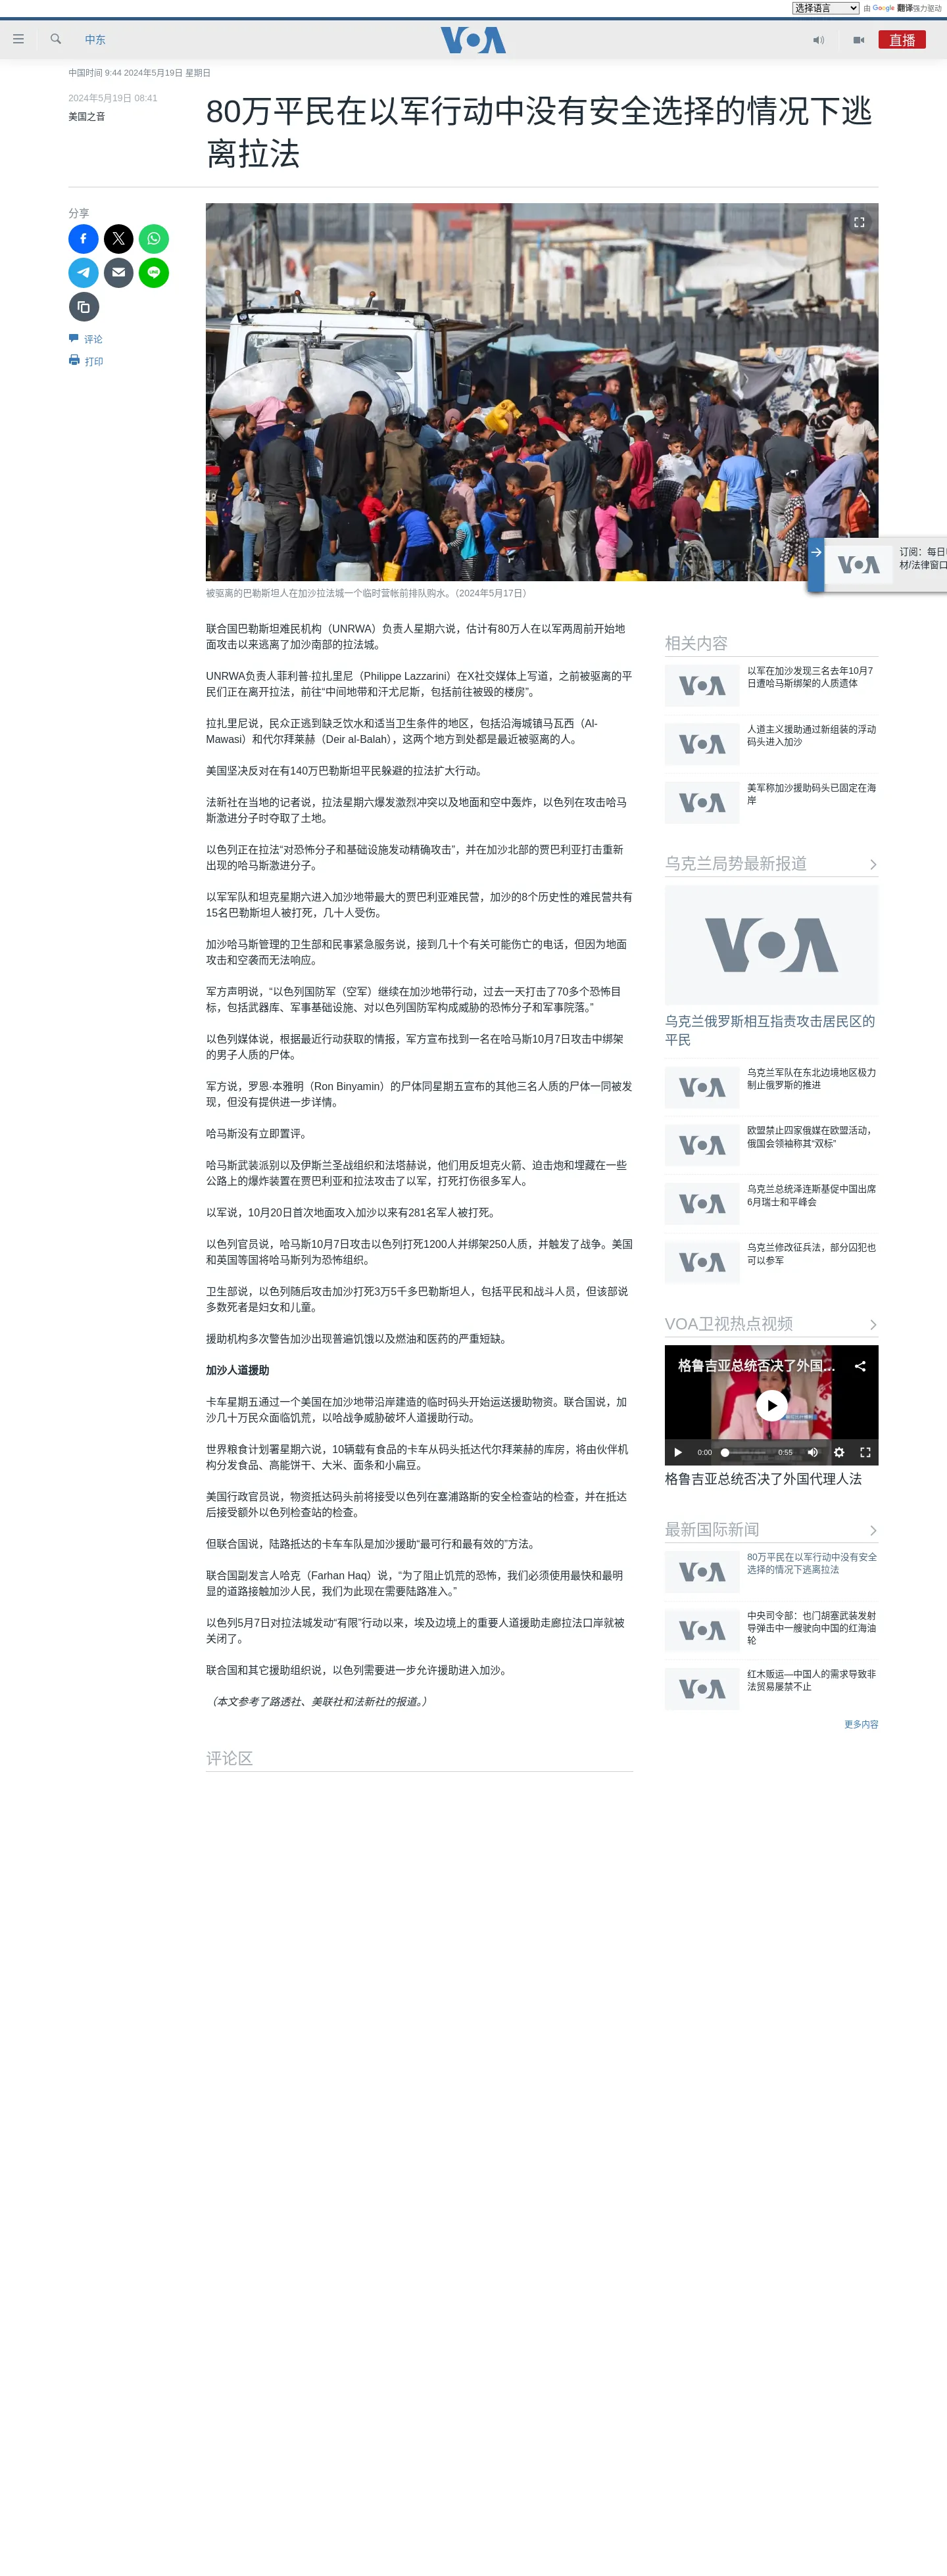 选择语言 由 Google 翻译强力驱动
中东
VOA
直播
中国时间 9:44 2024年5月19日 星期日
2024年5月19日 08:41
美国之音
80万平民在以军行动中没有安全选择的情况下逃
离拉法
分享
评论
打印
订阅：每日
材/法律窗口
被驱离的巴勒斯坦人在加沙拉法城一个临时营帐前排队购水。（2024年5月17日）
联合国巴勒斯坦难民机构（UNRWA）负责人星期六说，估计有80万人在以军两周前开始地
面攻击以来逃离了加沙南部的拉法城。
UNRWA负责人菲利普·拉扎里尼（Philippe Lazzarini）在X社交媒体上写道，之前被驱离的平
民们正在离开拉法，前往“中间地带和汗尤尼斯，包括前往被毁的楼房”。
拉扎里尼说，民众正逃到缺乏饮水和适当卫生条件的地区，包括沿海城镇马瓦西（Al-
Mawasi）和代尔拜莱赫（Deir al-Balah），这两个地方到处都是最近被驱离的人。
美国坚决反对在有140万巴勒斯坦平民躲避的拉法扩大行动。
法新社在当地的记者说，拉法星期六爆发激烈冲突以及地面和空中轰炸，以色列在攻击哈马
斯激进分子时夺取了土地。
以色列正在拉法“对恐怖分子和基础设施发动精确攻击”，并在加沙北部的贾巴利亚打击重新
出现的哈马斯激进分子。
以军军队和坦克星期六进入加沙地带最大的贾巴利亚难民营，加沙的8个历史性的难民营共有
15名巴勒斯坦人被打死，几十人受伤。
加沙哈马斯管理的卫生部和民事紧急服务说，接到几十个有关可能伤亡的电话，但因为地面
攻击和空袭而无法响应。
军方声明说，“以色列国防军（空军）继续在加沙地带行动，过去一天打击了70多个恐怖目
标，包括武器库、军事基础设施、对以色列国防军构成威胁的恐怖分子和军事院落。”
以色列媒体说，根据最近行动获取的情报，军方宣布找到一名在哈马斯10月7日攻击中绑架
的男子人质的尸体。
军方说，罗恩·本雅明（Ron Binyamin）的尸体同星期五宣布的其他三名人质的尸体一同被发
现，但没有提供进一步详情。
哈马斯没有立即置评。
哈马斯武装派别以及伊斯兰圣战组织和法塔赫说，他们用反坦克火箭、迫击炮和埋藏在一些
公路上的爆炸装置在贾巴利亚和拉法攻击了以军，打死打伤很多军人。
以军说，10月20日首次地面攻入加沙以来有281名军人被打死。
以色列官员说，哈马斯10月7日攻击以色列打死1200人并绑架250人质，并触发了战争。美国
和英国等国将哈马斯列为恐怖组织。
卫生部说，以色列随后攻击加沙打死3万5千多巴勒斯坦人，包括平民和战斗人员，但该部说
多数死者是妇女和儿童。
援助机构多次警告加沙出现普遍饥饿以及燃油和医药的严重短缺。
加沙人道援助
卡车星期五通过一个美国在加沙地带沿岸建造的临时码头开始运送援助物资。联合国说，加
沙几十万民众面临饥荒，以哈战争威胁破坏人道援助行动。
世界粮食计划署星期六说，10辆载有食品的卡车从码头抵达代尔拜莱赫的库房，将由伙伴机
构分发食品、高能饼干、大米、面条和小扁豆。
美国行政官员说，物资抵达码头前将接受以色列在塞浦路斯的安全检查站的检查，并在抵达
后接受额外以色列检查站的检查。
但联合国说，陆路抵达的卡车车队是加沙援助“最可行和最有效的”方法。
联合国副发言人哈克（Farhan Haq）说，“为了阻止饥荒的恐怖，我们必须使用最快和最明
显的道路接触加沙人民，我们为此现在需要陆路准入。”
以色列5月7日对拉法城发动“有限”行动以来，埃及边境上的重要人道援助走廊拉法口岸就被
关闭了。
联合国和其它援助组织说，以色列需要进一步允许援助进入加沙。
（本文参考了路透社、美联社和法新社的报道。）
评论区
相关内容
以军在加沙发现三名去年10月7
日遭哈马斯绑架的人质遗体
人道主义援助通过新组装的浮动
码头进入加沙
美军称加沙援助码头已固定在海
岸
乌克兰局势最新报道
VOA
乌克兰俄罗斯相互指责攻击居民区的
平民
乌克兰军队在东北边境地区极力
制止俄罗斯的推进
欧盟禁止四家俄媒在欧盟活动，
俄国会领袖称其“双标”
乌克兰总统泽连斯基促中国出席
6月瑞士和平峰会
乌克兰修改征兵法，部分囚犯也
可以参军
VOA卫视热点视频
格鲁吉亚总统否决了外国...
0:00 0:55
格鲁吉亚总统否决了外国代理人法
最新国际新闻
80万平民在以军行动中没有安全
选择的情况下逃离拉法
中央司令部：也门胡塞武装发射
导弹击中一艘驶向中国的红海油
轮
红木贩运—中国人的需求导致非
法贸易屡禁不止
更多内容